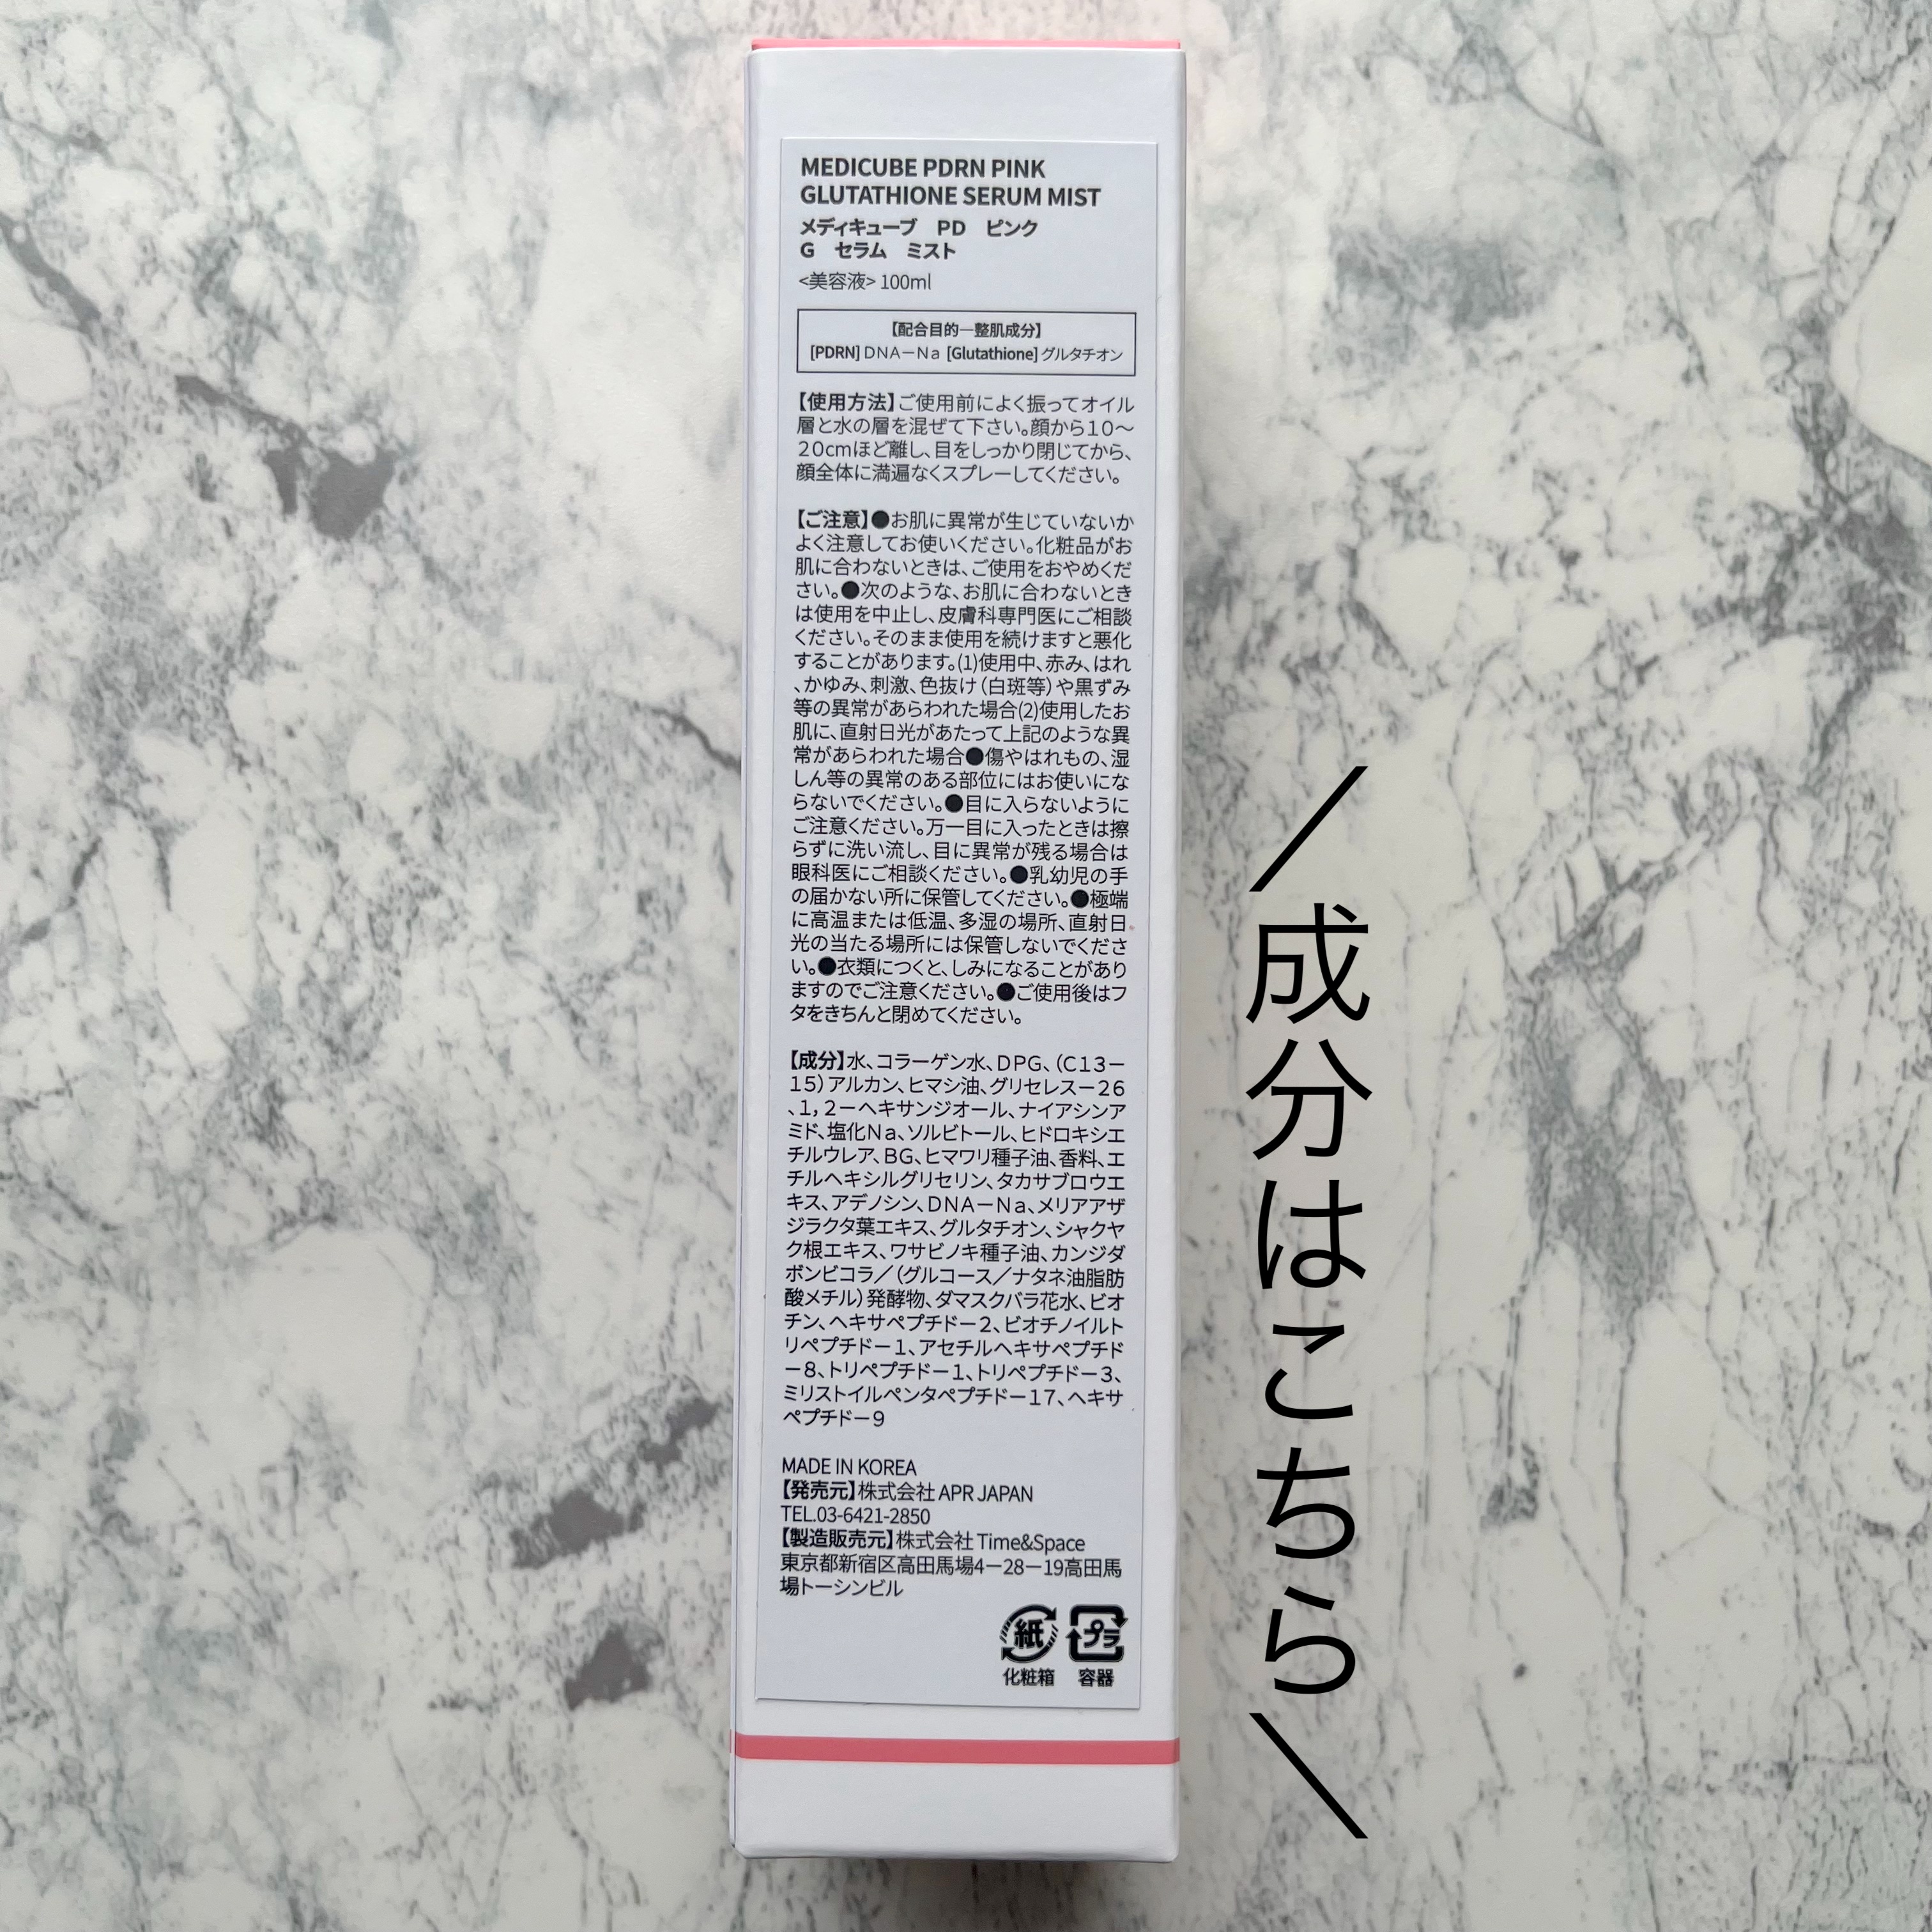 MEDICUBE PDRN PINK
GLUTATHIONE SERUM MIST
メディキューブ　PD　ピンク
G　セラム　ミスト
<美容液> 100ml
【配合目的―整肌成分】
[PDRN] DNA－Na [Glutathione] グルタチオン
【使用方法】ご使用前によく振ってオイル
層と水の層を混ぜて下さい。顔から10～
20cmほど離し、目をしっかり閉じてから、
顔全体に満遍なくスプレーしてください。
【ご注意】●お肌に異常が生じていないか
よく注意してお使いください。化粧品がお
肌に合わないときは、ご使用をおやめくだ
さい。●次のような、お肌に合わないとき
は使用を中止し、皮膚科専門医にご相談
ください。そのまま使用を続けますと悪化
することがあります。(1)使用中、赤み、はれ
、かゆみ、刺激、色抜け（白斑等）や黒ずみ
等の異常があらわれた場合(2)使用したお
肌に、直射日光があたって上記のような異
常があらわれた場合●傷やはれもの、湿
しん等の異常のある部位にはお使いにな
らないでください。●目に入らないように
ご注意ください。万一目に入ったときは擦
らずに洗い流し、目に異常が残る場合は
眼科医にご相談ください。●乳幼児の手
の届かない所に保管してください。●極端
に高温または低温、多湿の場所、直射日
光の当たる場所には保管しないでくださ
い。●衣類につくと、しみになることがあり
ますのでご注意ください。●ご使用後はフ
タをきちんと閉めてください。
【成分】水、コラーゲン水、DPG、（C13－
15）アルカン、ヒマシ油、グリセレス－26
、1，2－ヘキサンジオール、ナイアシンア
ミド、塩化Na、ソルビトール、ヒドロキシエ
チルウレア、BG、ヒマワリ種子油、香料、エ
チルヘキシルグリセリン、タカサブロウエ
キス、アデノシン、DNA－Na、メリアアザ
ジラクタ葉エキス、グルタチオン、シャクヤ
ク根エキス、ワサビノキ種子油、カンジダ
ボンビコラ／（グルコース／ナタネ油脂肪
酸メチル）発酵物、ダマスクバラ花水、ビオ
チン、ヘキサペプチド－2、ビオチノイルト
リペプチド－1、アセチルヘキサペプチド
－8、トリペプチド－1、トリペプチド－3、
ミリストイルペンタペプチド－17、ヘキサ
ペプチド－9
MADE IN KOREA
【発売元】株式会社 APR JAPAN
TEL.03-6421-2850
【製造販売元】株式会社 Time&Space
東京都新宿区高田馬場4－28－19高田馬
場トーシンビル
紙 プラ
化粧箱 容器
＼成分はこちら／